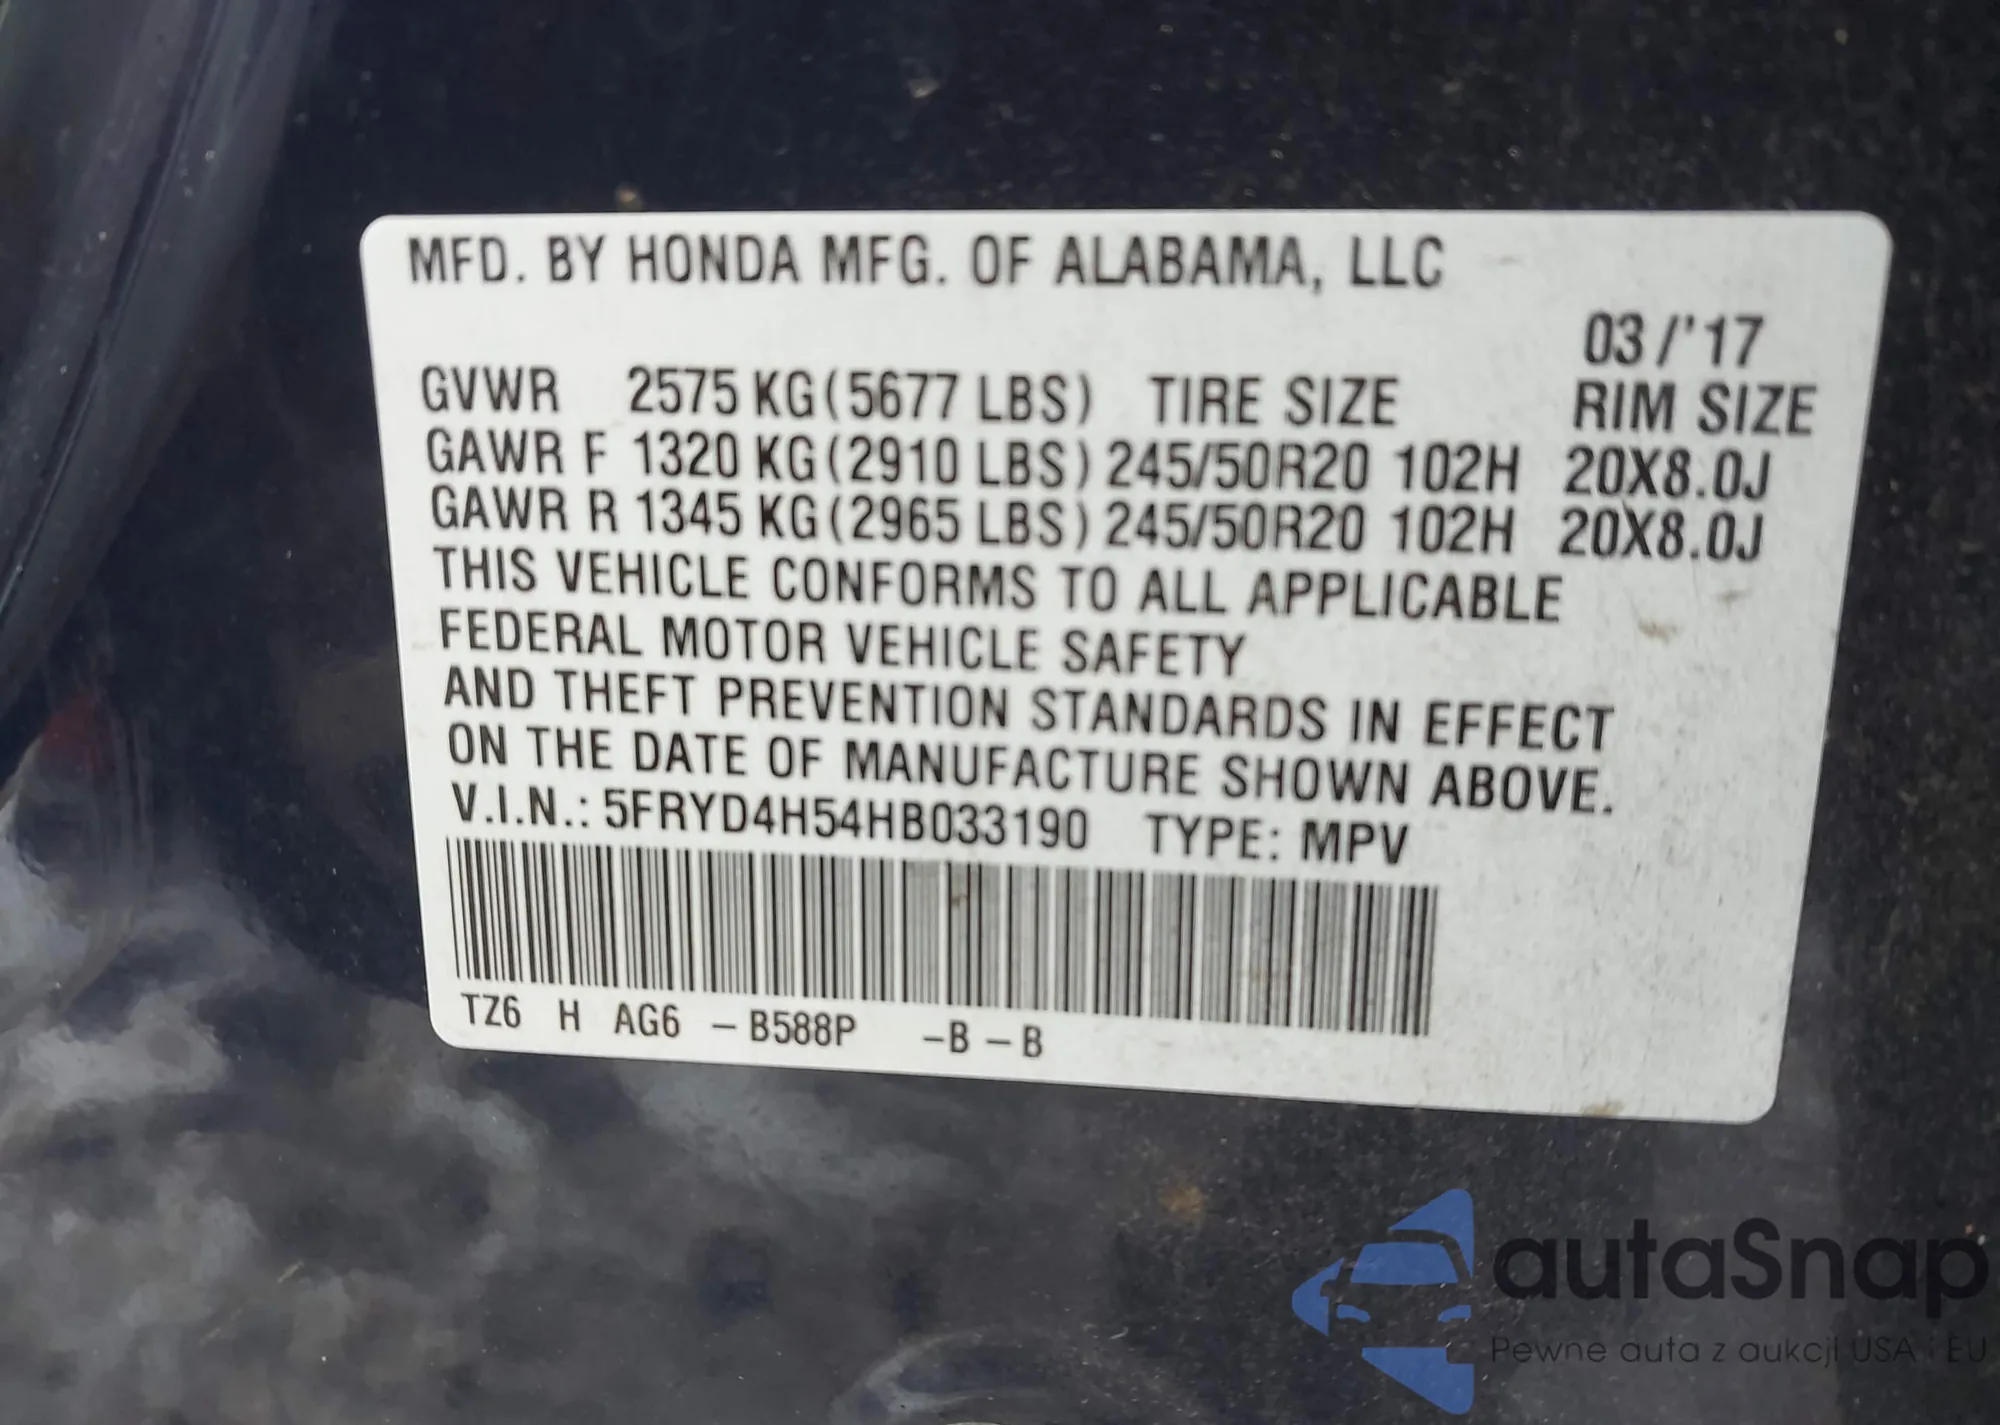 MFD. BY HONDA MFG. OF ALABAMA, LLC
03/'17
GVWR 2575 KG (5677 LBS) TIRE SIZE RIM SIZE
GAWR F 1320 KG (2910 LBS) 245/50R20 102H 20X8.0J
GAWR R 1345 KG (2965 LBS) 245/50R20 102H 20X8.0J
THIS VEHICLE CONFORMS TO ALL APPLICABLE
FEDERAL MOTOR VEHICLE SAFETY
AND THEFT PREVENTION STANDARDS IN EFFECT
ON THE DATE OF MANUFACTURE SHOWN ABOVE.
V.I.N.: 5FRYD4H54HB033190 TYPE: MPV
TZ6 H AG6 -B588P -B-B
autaSnap
Pewne auta z aukcji USA i EU